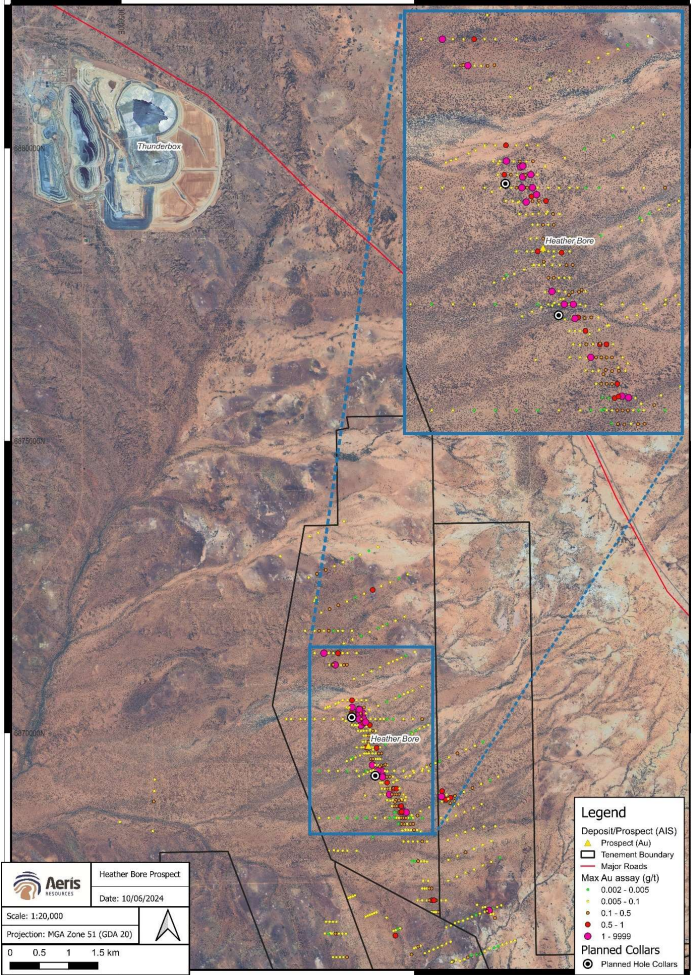 Thunderbox
Heather Bore
Heather Bore
Legend
Deposit/Prospect (AIS)
Prospect (Au)
Tenement Boundary
Major Roads
Max Au assay (g/t)
0.002 - 0.005
0.005 - 0.1
0.1 - 0.5
0.5 - 1
1 - 9999
Planned Collars
Planned Hole Collars
Aeris
RESOURCES
Heather Bore Prospect
Date: 10/06/2024
Scale: 1:20,000
Projection: MGA Zone 51 (GDA 20)
0 0.5 1 1.5 km